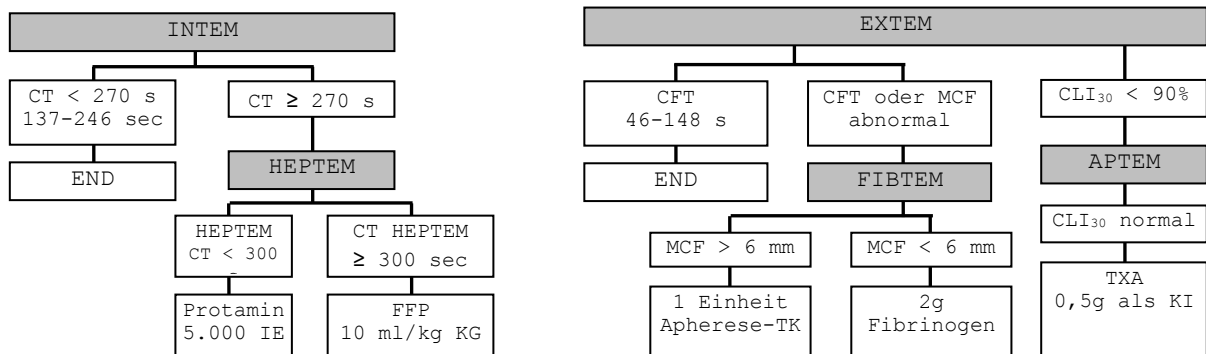 INTEM
CT < 270 s
137-246 sec
CT ≥ 270 s
END
HEPTEM
HEPTEM
CT < 300
CT HEPTEM
≥ 300 sec
Protamin
5.000 IE
FFP
10 ml/kg KG
EXTEM
CFT
46-148 s
CFT oder MCF
abnormal
CLI₃₀ < 90%
END
FIBTEM
APTEM
MCF > 6 mm
MCF < 6 mm
CLI₃₀ normal
1 Einheit
Apherese-TK
2g
Fibrinogen
TXA
0,5g als KI